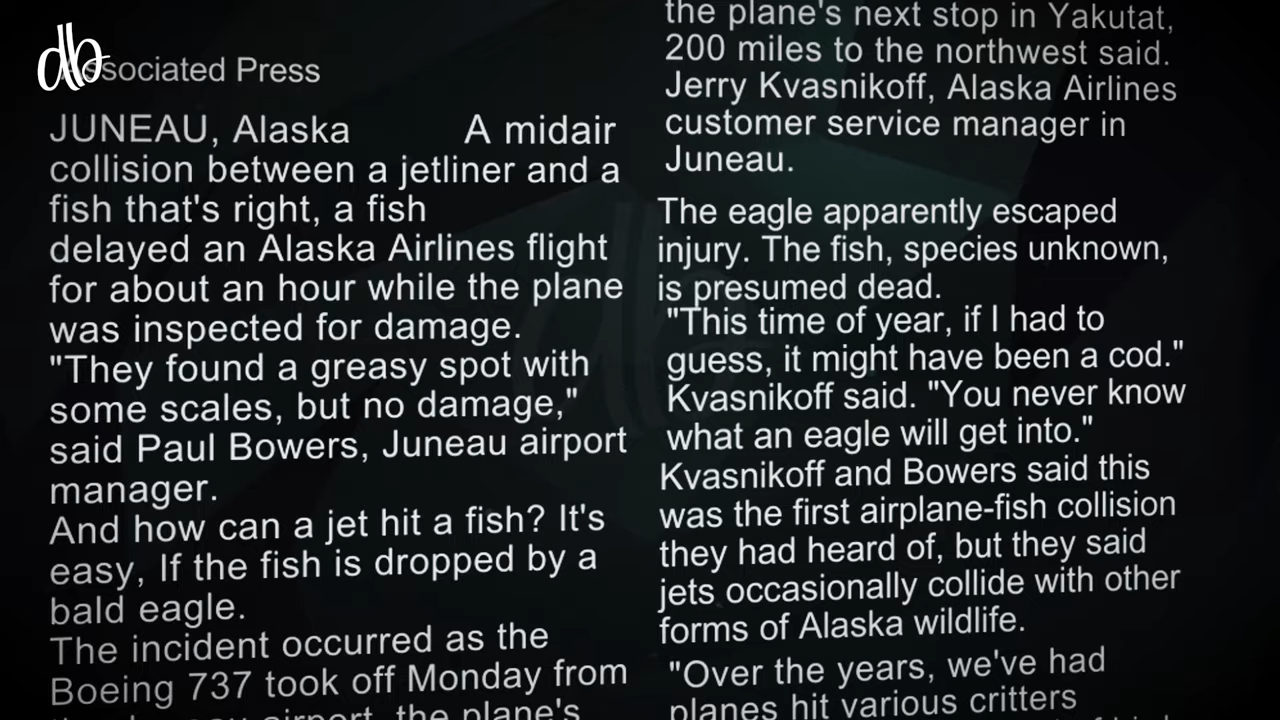 db
Associated Press
JUNEAU, Alaska A midair
collision between a jetliner and a
fish that's right, a fish
delayed an Alaska Airlines flight
for about an hour while the plane
was inspected for damage.
"They found a greasy spot with
some scales, but no damage,"
said Paul Bowers, Juneau airport
manager.
And how can a jet hit a fish? It's
easy, If the fish is dropped by a
bald eagle.
The incident occurred as the
Boeing 737 took off Monday from
airport, the plane's
the plane's next stop in Yakutat,
200 miles to the northwest said.
Jerry Kvasnikoff, Alaska Airlines
customer service manager in
Juneau.
The eagle apparently escaped
injury. The fish, species unknown,
is presumed dead.
"This time of year, if I had to
guess, it might have been a cod."
Kvasnikoff said. "You never know
what an eagle will get into."
Kvasnikoff and Bowers said this
was the first airplane-fish collision
they had heard of, but they said
jets occasionally collide with other
forms of Alaska wildlife.
"Over the years, we've had
planes hit various critters